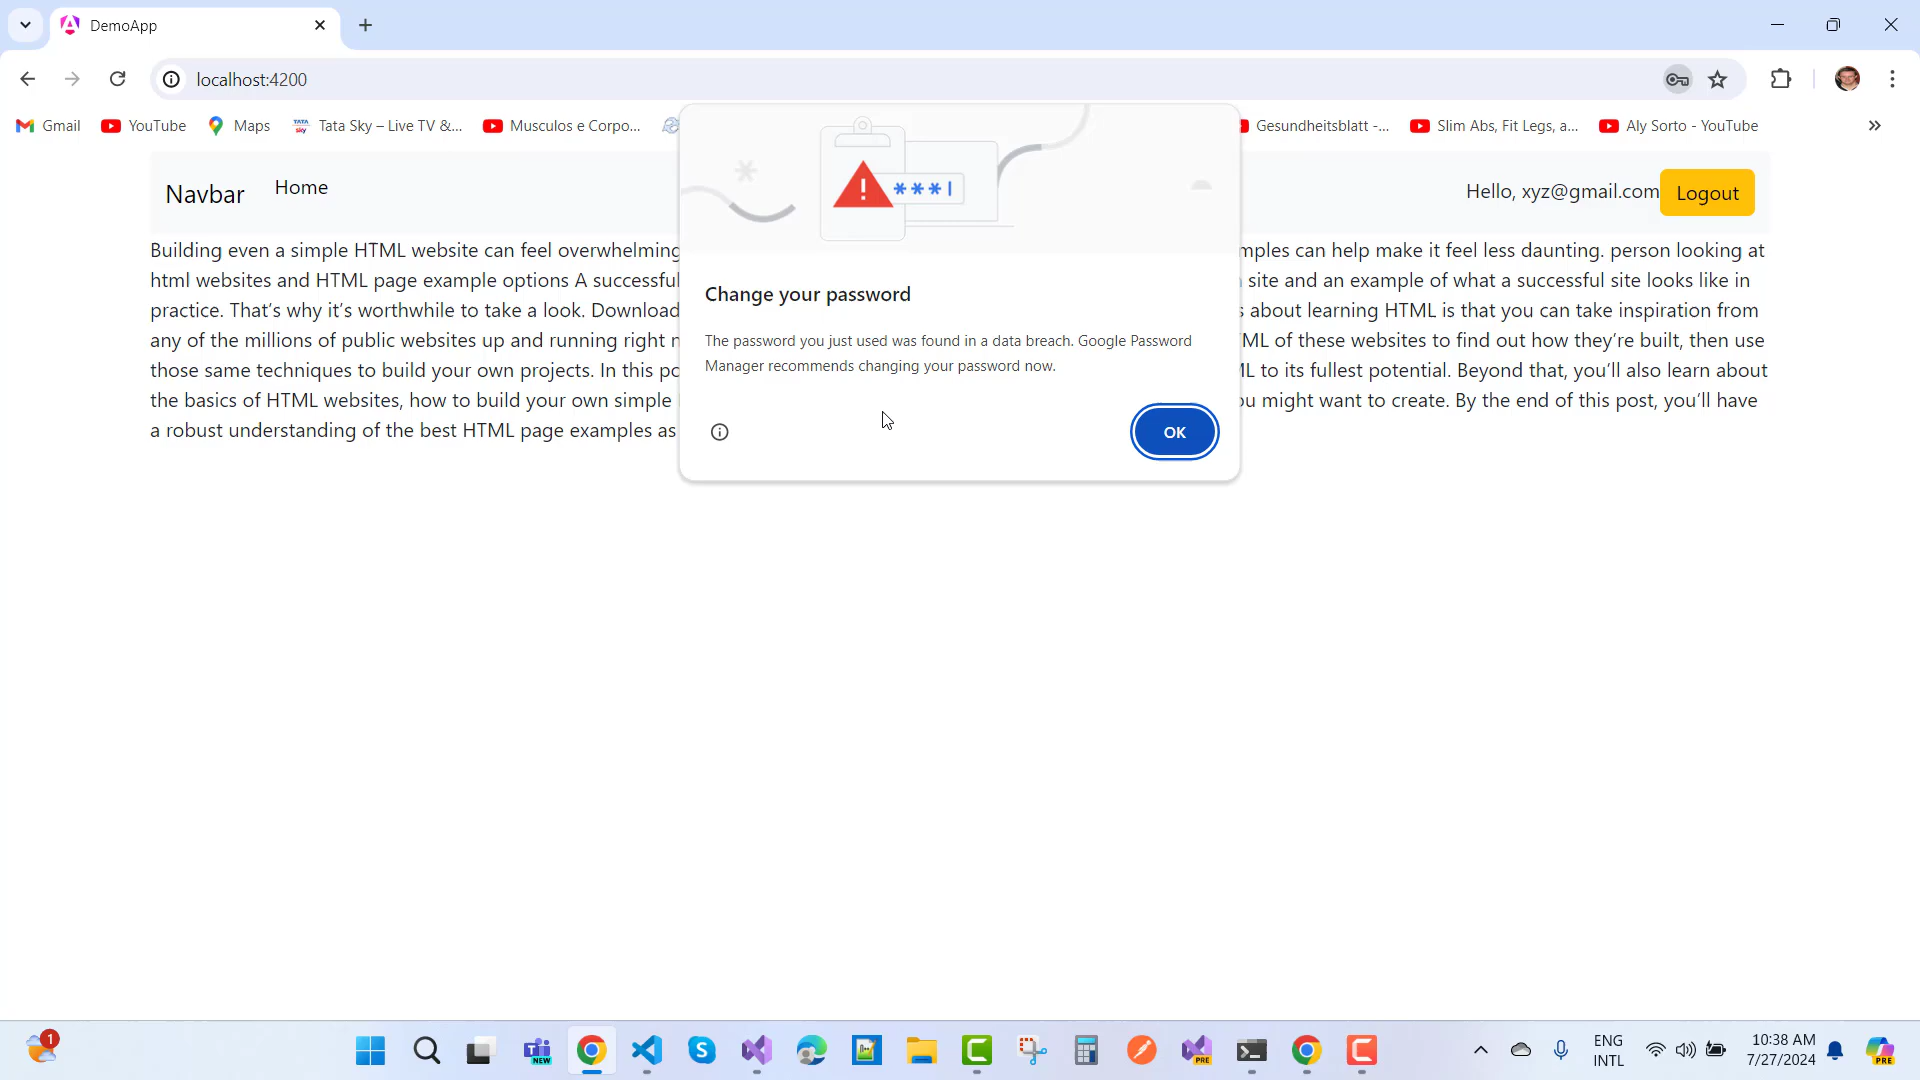 DemoApp
localhost:4200
Gmail
YouTube
Maps
Tata Sky – Live TV &...
Musculos e Corpo...
Gesundheitsblatt -...
Slim Abs, Fit Legs, a...
Aly Sorto - YouTube
Navbar
Home
Hello, xyz@gmail.com
Logout
Building even a simple HTML website can feel overwhelming
mples can help make it feel less daunting. person looking at
html websites and HTML page example options A successful
site and an example of what a successful site looks like in
practice. That’s why it’s worthwhile to take a look. Download
s about learning HTML is that you can take inspiration from
any of the millions of public websites up and running right n
ML of these websites to find out how they’re built, then use
those same techniques to build your own projects. In this po
ML to its fullest potential. Beyond that, you’ll also learn about
the basics of HTML websites, how to build your own simple
ou might want to create. By the end of this post, you’ll have
a robust understanding of the best HTML page examples as
***|
Change your password
The password you just used was found in a data breach. Google Password
Manager recommends changing your password now.
OK
1
NEW
PRE
ENG
INTL
10:38 AM
7/27/2024
PRE